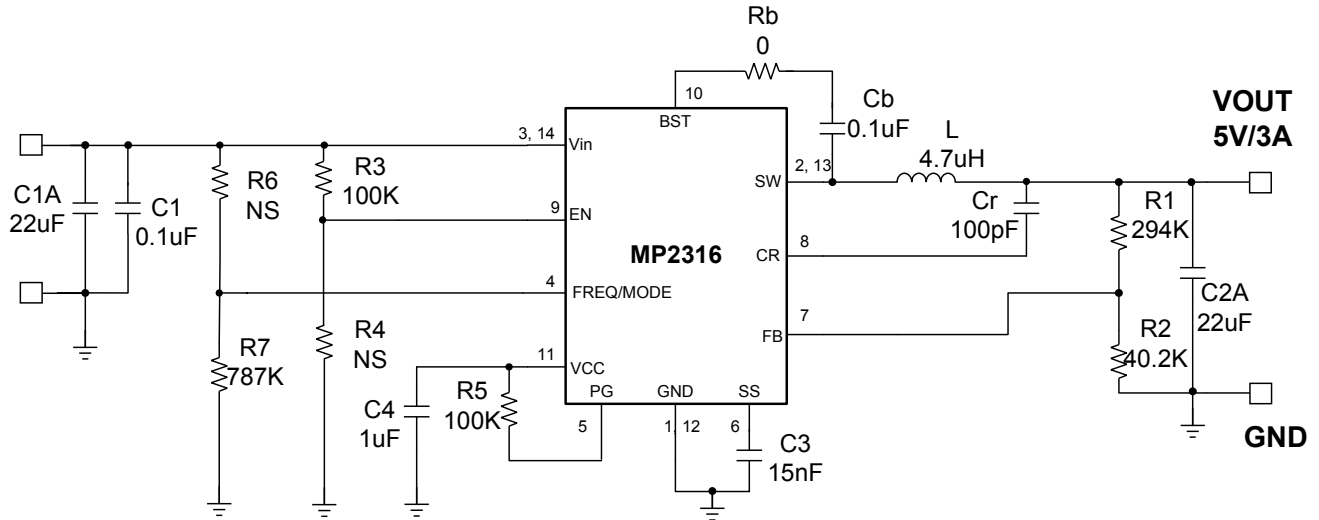 Rb
0
10
BST
Cb
0.1uF
VOUT
5V/3A
L
4.7uH
3, 14
Vin
2, 13
SW
R6
NS
R3
100K
C1A
22uF
C1
0.1uF
9
EN
Cr
100pF
R1
294K
MP2316
8
CR
4
FREQ/MODE
C2A
22uF
7
FB
R2
40.2K
R4
NS
R7
787K
11
VCC
R5
100K
PG
GND
SS
C4
1uF
5
1, 12
6
C3
15nF
GND